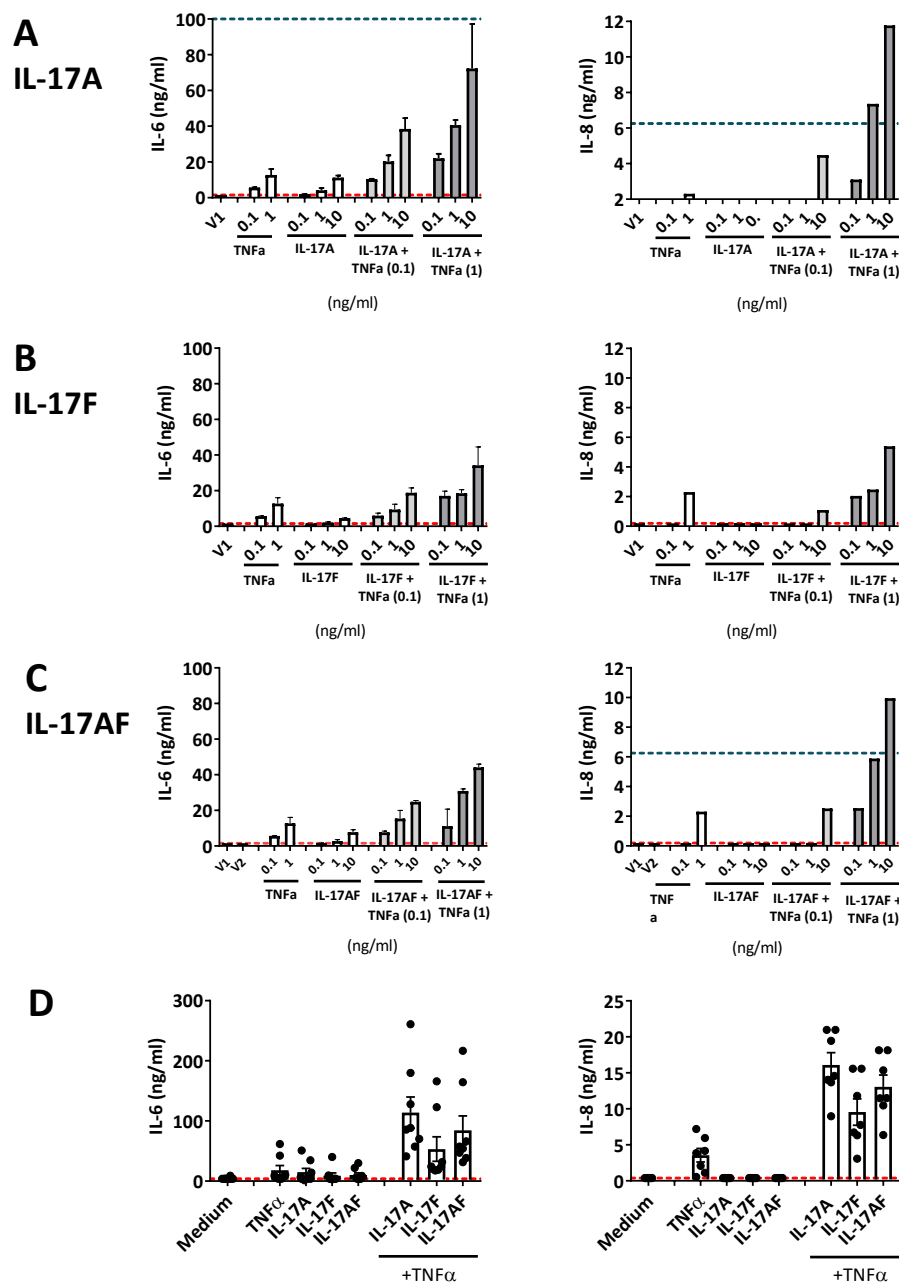 A
IL-17A
IL-6 (ng/ml)
100
80
60
40
20
0
V1
0.1
1
0.1
1
10
0.1
1
10
0.1
1
10
TNFa
IL-17A
IL-17A +
TNFa (0.1)
IL-17A +
TNFa (1)
(ng/ml)
IL-8 (ng/ml)
12
10
8
6
4
2
V1
0.1
1
0.1
1
0.
0.1
1
10
0.1
1
10
TNFa
IL-17A
IL-17A +
TNFa (0.1)
IL-17A +
TNFa (1)
(ng/ml)
B
IL-17F
IL-6 (ng/ml)
100
80
60
40
20
0
V1
0.1
1
0.1
1
10
0.1
1
10
0.1
1
10
TNFa
IL-17F
IL-17F +
TNFa (0.1)
IL-17F +
TNFa (1)
(ng/ml)
IL-8 (ng/ml)
12
10
8
6
4
2
0
V1
0.1
1
0.1
1
10
0.1
1
10
0.1
1
10
TNFa
IL-17F
IL-17F +
TNFa (0.1)
IL-17F +
TNFa (1)
(ng/ml)
C
IL-17AF
IL-6 (ng/ml)
100
80
60
40
20
0
V1
V2
0.1
1
0.1
1
10
0.1
1
10
0.1
1
10
TNFa
IL-17AF
IL-17AF +
TNFa (0.1)
IL-17AF +
TNFa (1)
(ng/ml)
IL-8 (ng/ml)
12
10
8
6
4
2
0
V1
V2
0.1
1
0.1
1
10
0.1
1
10
0.1
1
10
TNF
a
IL-17AF
IL-17AF +
TNFa (0.1)
IL-17AF +
TNFa (1)
(ng/ml)
D
IL-6 (ng/ml)
300
200
100
0
Medium
TNFα
IL-17A
IL-17F
IL-17AF
IL-17A
IL-17F
IL-17AF
+TNFα
IL-8 (ng/ml)
25
20
15
10
5
0
Medium
TNFα
IL-17A
IL-17F
IL-17AF
IL-17A
IL-17F
IL-17AF
+TNFα